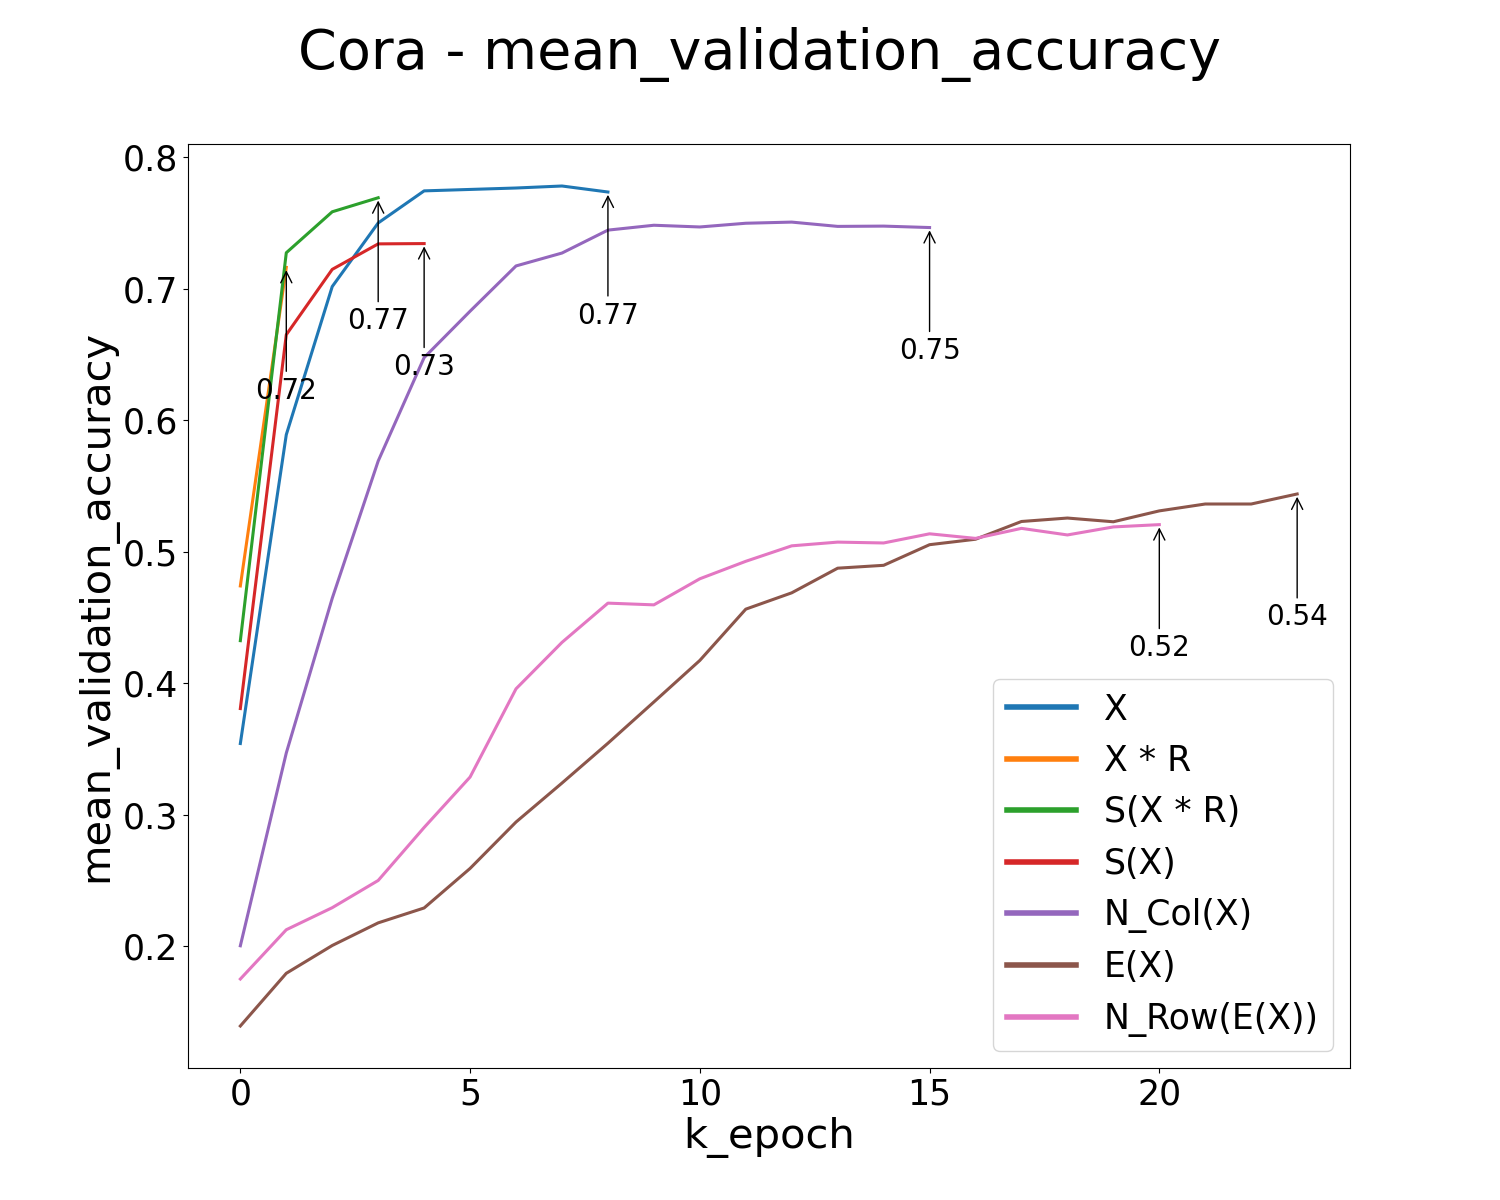 Cora - mean_validation_accuracy
mean_validation_accuracy
0.8
0.7
0.6
0.5
0.4
0.3
0.2
0.77
0.77
0.73
0.72
0.75
0.54
0.52
X
X * R
S(X * R)
S(X)
N_Col(X)
E(X)
N_Row(E(X))
0 5 10 15 20
k_epoch